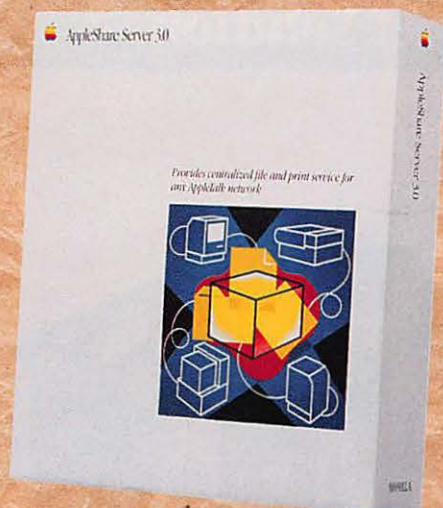 AppleShare Server 3.0
Provides centralized file and print service for
any AppleTalk network
AppleShare Server 3.0